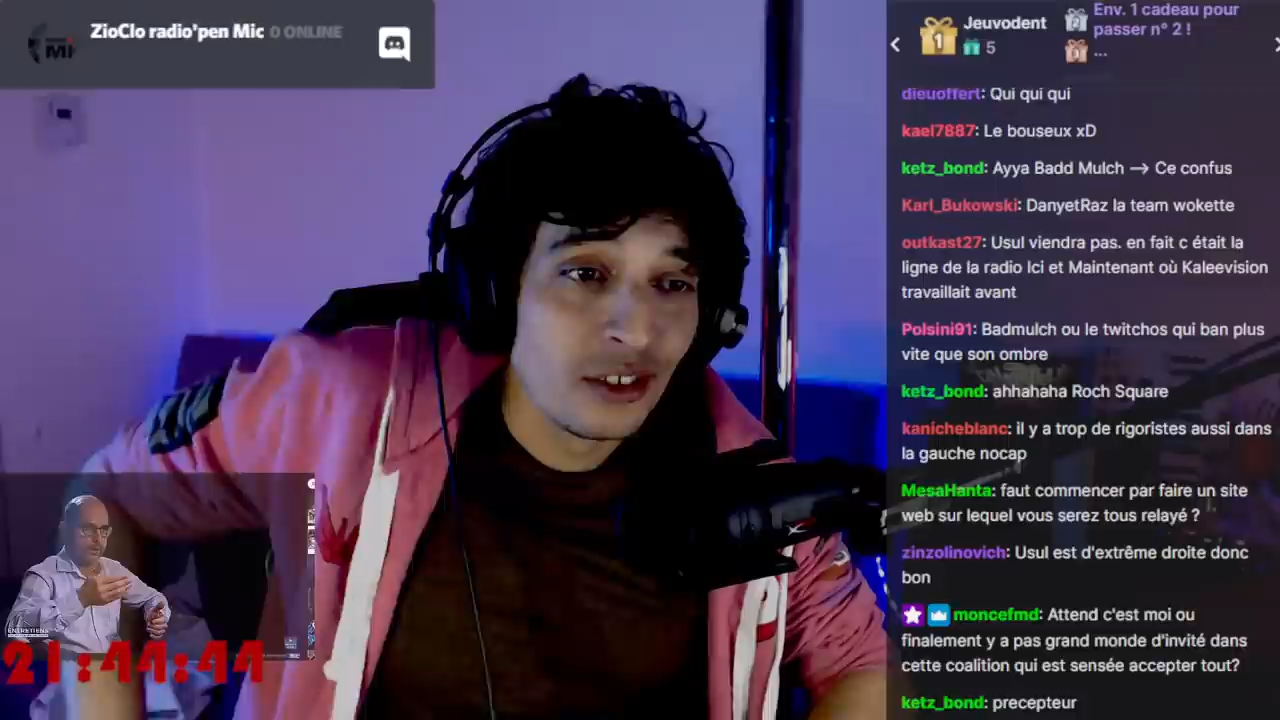 ZioClo radio'pen Mic 0 ONLINE
MI
Jeuvodent
1
5
2
Env. 1 cadeau pour
passer n° 2 !
3
...
dieuoffert: Qui qui qui
kael7887: Le bouseux xD
ketz_bond: Ayya Badd Mulch --> Ce confus
Karl_Bukowski: DanyetRaz la team wokette
outkast27: Usul viendra pas. en fait c était la
ligne de la radio Ici et Maintenant où Kaleevision
travaillait avant
Polsini91: Badmulch ou le twitchos qui ban plus
vite que son ombre
ketz_bond: ahhahaha Roch Square
kanicheblanc: il y a trop de rigoristes aussi dans
la gauche nocap
MesaHanta: faut commencer par faire un site
web sur lequel vous serez tous relayé ?
zinzolinovich: Usul est d'extrême droite donc
bon
moncefmd: Attend c'est moi ou
finalement y a pas grand monde d'invité dans
cette coalition qui est sensée accepter tout?
ketz_bond: precepteur
ENTRETIENS
21:44:44